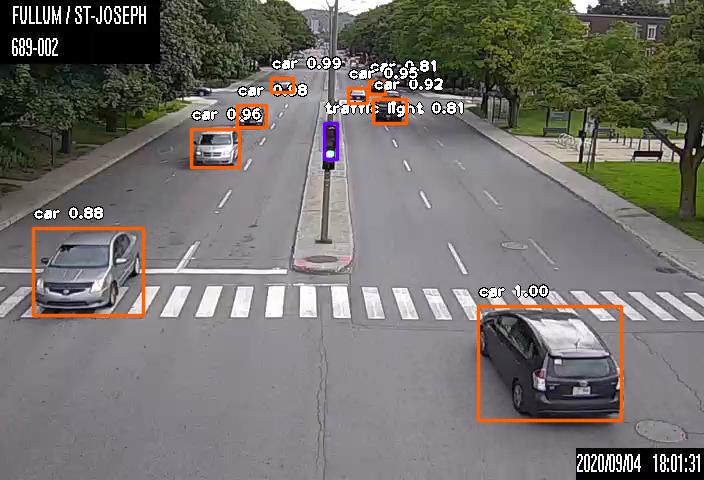 FULLUM / ST-JOSEPH
689-002
car 0.99
car 0.81
car 0.95
car 0.98
car 0.92
traffic light 0.81
car 0.96
car 0.88
car 1.00
2020/09/04 18:01:31